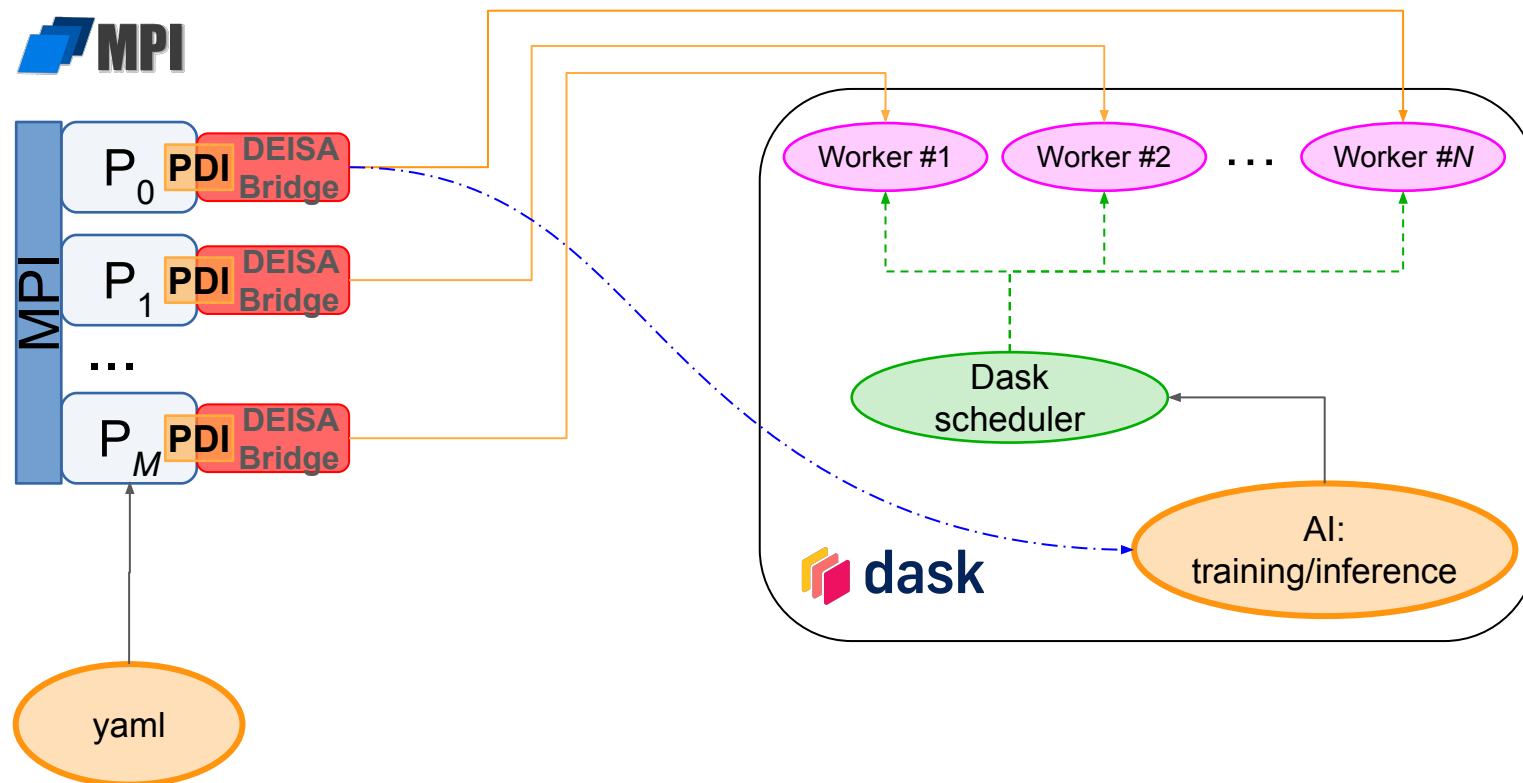 MPI
MPI
P0
PDI
DEISA
Bridge
P1
PDI
DEISA
Bridge
...
PM
PDI
DEISA
Bridge
yaml
Worker #1
Worker #2
...
Worker #N
Dask
scheduler
AI:
training/inference
dask